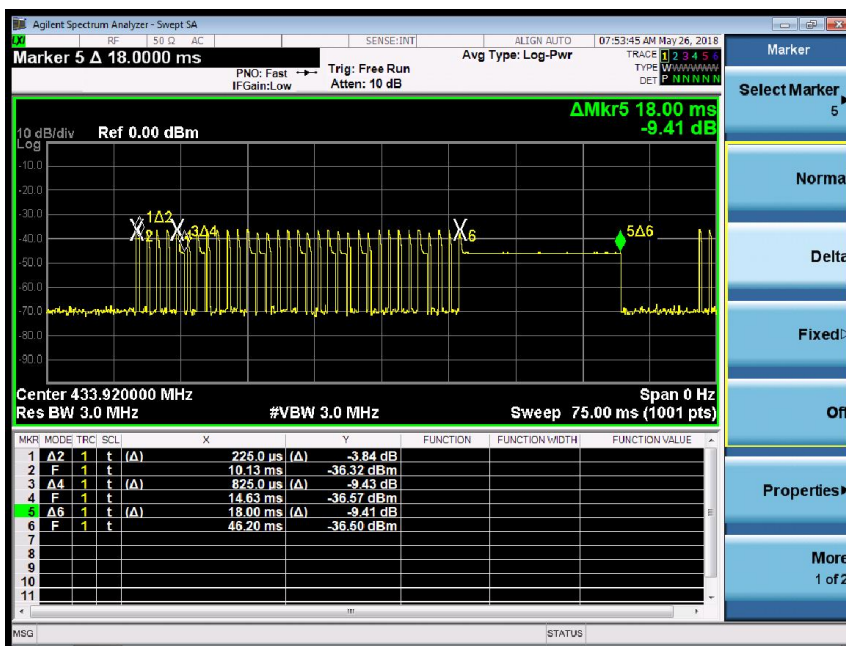 Agilent Spectrum Analyzer - Swept SA
LXI RF 50 Ω AC SENSE:INT ALIGN AUTO 07:53:45 AM May 26, 2018
Marker 5 Δ 18.0000 ms
PNO: Fast Trig: Free Run
IFGain:Low Atten: 10 dB
Avg Type: Log-Pwr
TRACE 1 2 3 4 5 6
TYPE WWWWWW
DET P N N N N N
ΔMkr5 18.00 ms
-9.41 dB
10 dB/div Ref 0.00 dBm
Log
-10.0
-20.0
-30.0
-40.0
-50.0
-60.0
-70.0
-80.0
-90.0
1Δ2
2
3Δ4
6
5Δ6
Center 433.920000 MHz Span 0 Hz
Res BW 3.0 MHz #VBW 3.0 MHz Sweep 75.00 ms (1001 pts)
MKR MODE TRC SCL X Y FUNCTION FUNCTION WIDTH FUNCTION VALUE
1 Δ2 1 t (Δ) 225.0 µs (Δ) -3.84 dB
2 F 1 t 10.13 ms -36.32 dBm
3 Δ4 1 t (Δ) 825.0 µs (Δ) -9.43 dB
4 F 1 t 14.63 ms -36.57 dBm
5 Δ6 1 t (Δ) 18.00 ms (Δ) -9.41 dB
6 F 1 t 46.20 ms -36.50 dBm
7
8
9
10
11
MSG STATUS
Marker
Select Marker
5
Norma
Delta
Fixed
Of
Properties
More
1 of 2